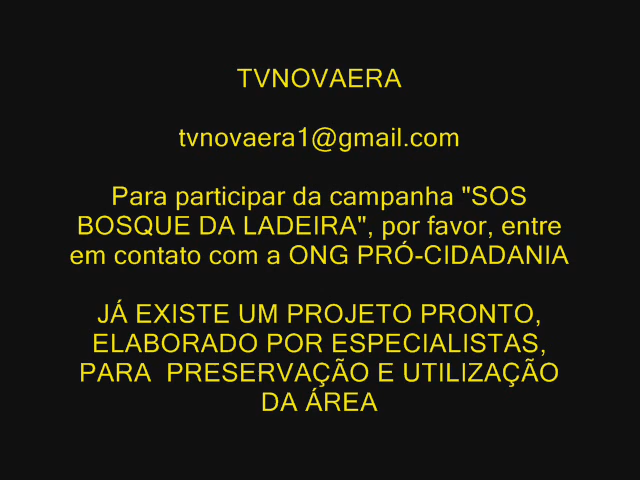 TVNOVAERA
tvnovaera1@gmail.com
Para participar da campanha "SOS
BOSQUE DA LADEIRA", por favor, entre
em contato com a ONG PRÓ-CIDADANIA
JÁ EXISTE UM PROJETO PRONTO,
ELABORADO POR ESPECIALISTAS,
PARA  PRESERVAÇÃO E UTILIZAÇÃO
DA ÁREA